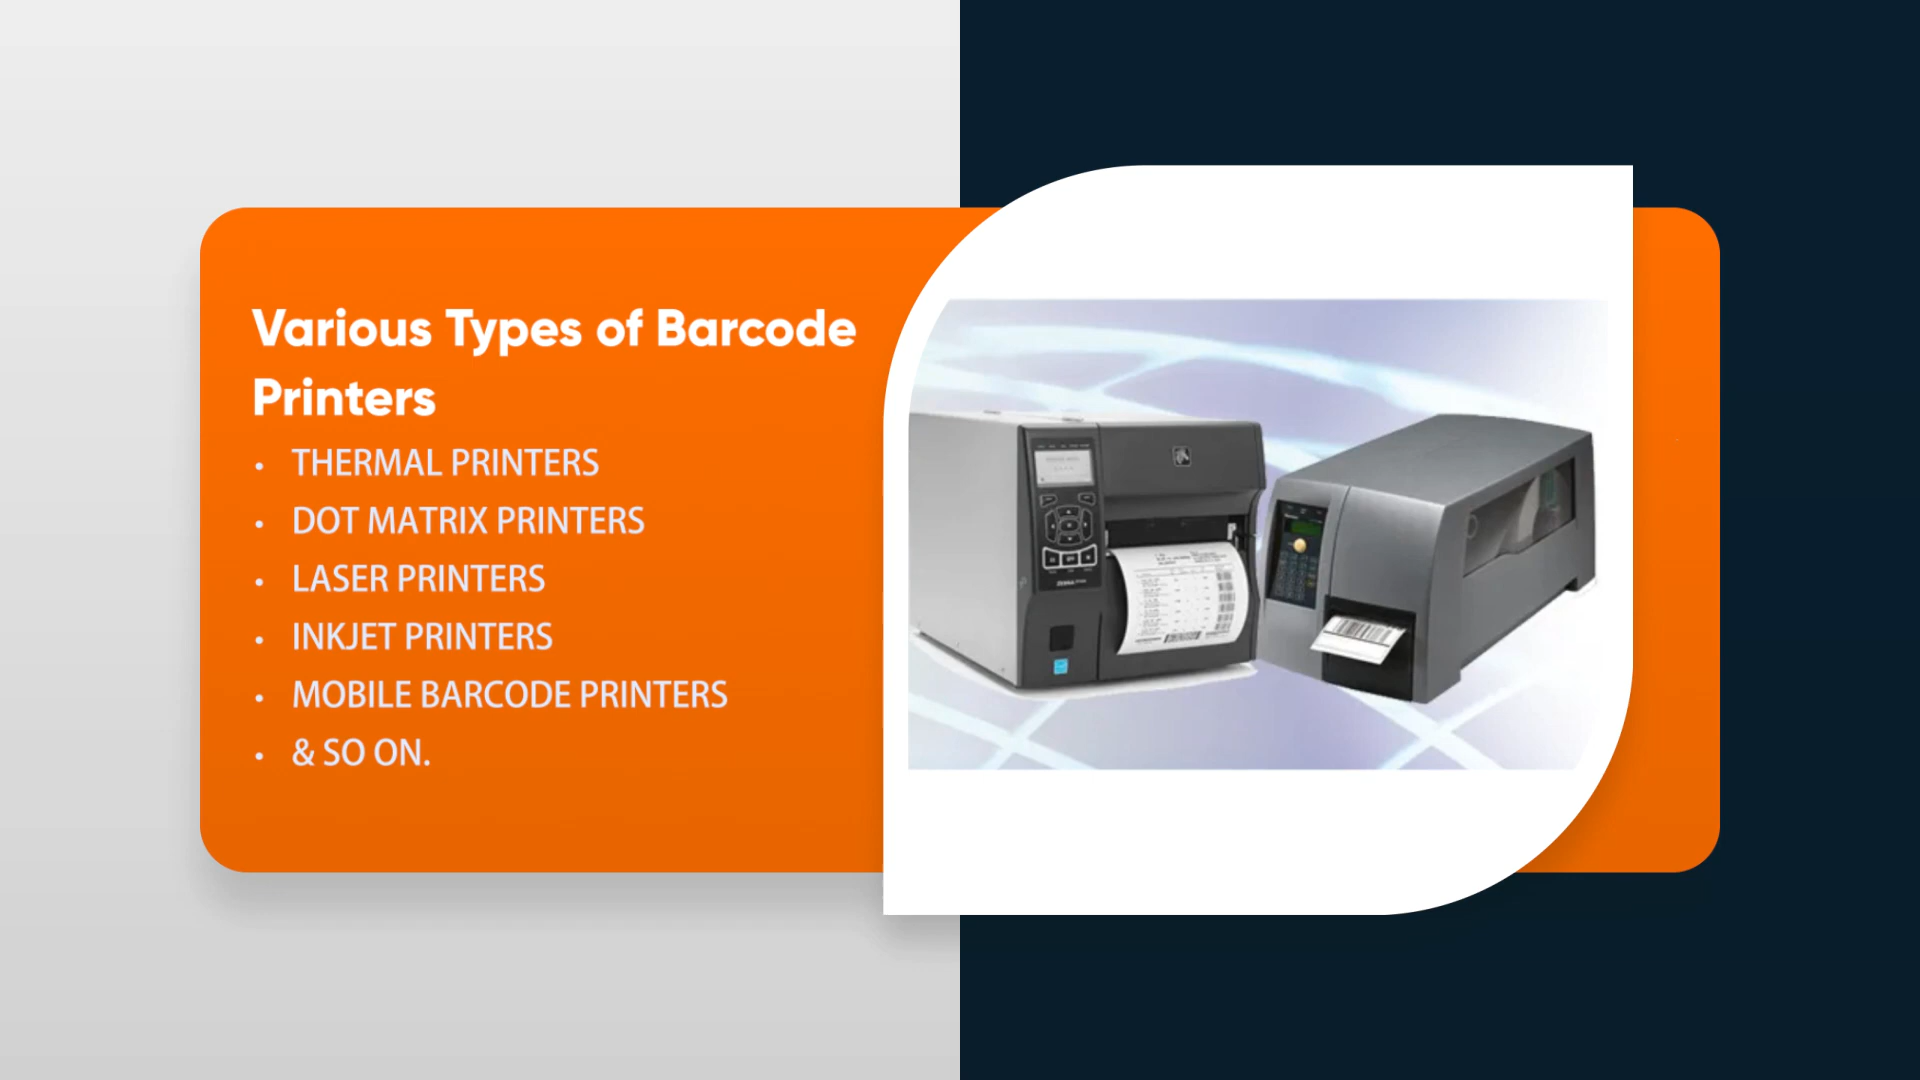 Various Types of Barcode
Printers
• THERMAL PRINTERS
• DOT MATRIX PRINTERS
• LASER PRINTERS
• INKJET PRINTERS
• MOBILE BARCODE PRINTERS
• & SO ON.
ZEBRA